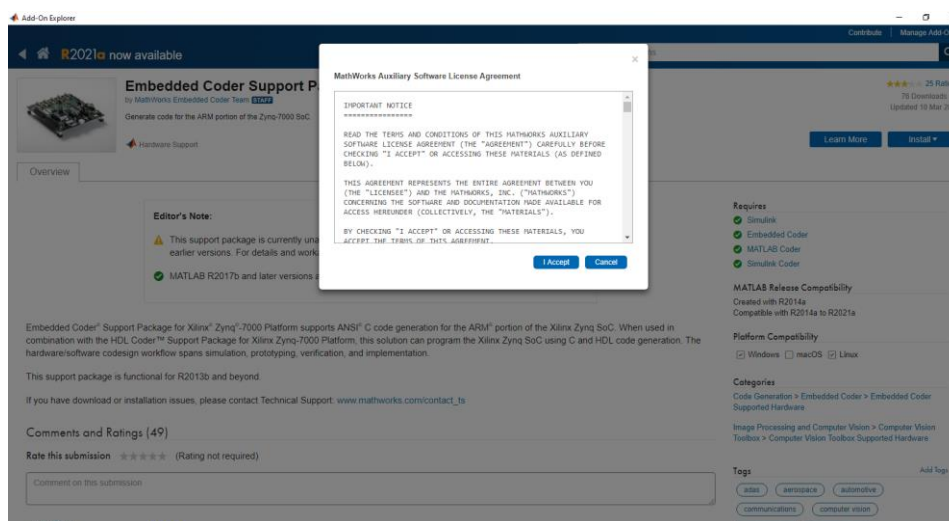 Add-On Explorer
Contribute Manage Add-O
R2021a now available
Embedded Coder Support P
by MathWorks Embedded Coder Team STAFF
Generate code for the ARM portion of the Zynq-7000 SoC
Hardware Support
25 Rati
76 Downloads
Updated 10 Mar 2
Learn More
Install
Overview
MathWorks Auxiliary Software License Agreement
IMPORTANT NOTICE
READ THE TERMS AND CONDITIONS OF THIS MATHWORKS AUXILIARY
SOFTWARE LICENSE AGREEMENT (THE "AGREEMENT") CAREFULLY BEFORE
CHECKING "I ACCEPT" OR ACCESSING THESE MATERIALS (AS DEFINED
BELOW).
THIS AGREEMENT REPRESENTS THE ENTIRE AGREEMENT BETWEEN YOU
(THE "LICENSEE") AND THE MATHWORKS, INC. ("MATHWORKS")
CONCERNING THE SOFTWARE AND DOCUMENTATION MADE AVAILABLE FOR
ACCESS HEREUNDER (COLLECTIVELY, THE "MATERIALS").
BY CHECKING "I ACCEPT" OR ACCESSING THESE MATERIALS, YOU
ACCEPT THE TERMS OF THIS AGREEMENT.
I Accept
Cancel
Editor's Note:
This support package is currently una
earlier versions. For details and work
MATLAB R2017b and later versions a
Embedded Coder® Support Package for Xilinx® Zynq®-7000 Platform supports ANSI® C code generation for the ARM® portion of the Xilinx Zynq SoC. When used in
combination with the HDL Coder™ Support Package for Xilinx Zynq-7000 Platform, this solution can program the Xilinx Zynq SoC using C and HDL code generation. The
hardware/software codesign workflow spans simulation, prototyping, verification, and implementation.
This support package is functional for R2013b and beyond.
If you have download or installation issues, please contact Technical Support: www.mathworks.com/contact_ts
Comments and Ratings (49)
Rate this submission (Rating not required)
Comment on this submission
Requires
Simulink
Embedded Coder
MATLAB Coder
Simulink Coder
MATLAB Release Compatibility
Created with R2014a
Compatible with R2014a to R2021a
Platform Compatibility
Windows macOS Linux
Categories
Code Generation > Embedded Coder > Embedded Coder
Supported Hardware
Image Processing and Computer Vision > Computer Vision
Toolbox > Computer Vision Toolbox Supported Hardware
Tags
Add Tags
adas aerospace automotive
communications computer vision